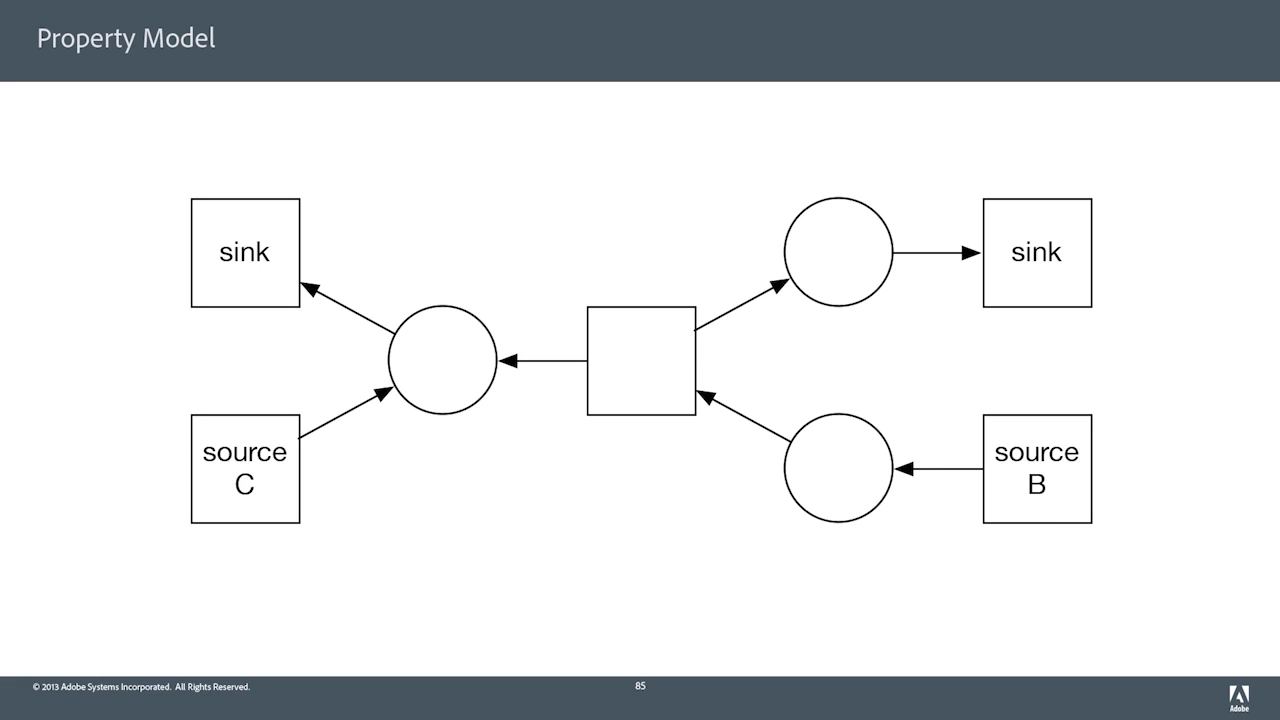 Property Model
sink
sink
source
C
source
B
© 2013 Adobe Systems Incorporated. All Rights Reserved.
85
Adobe